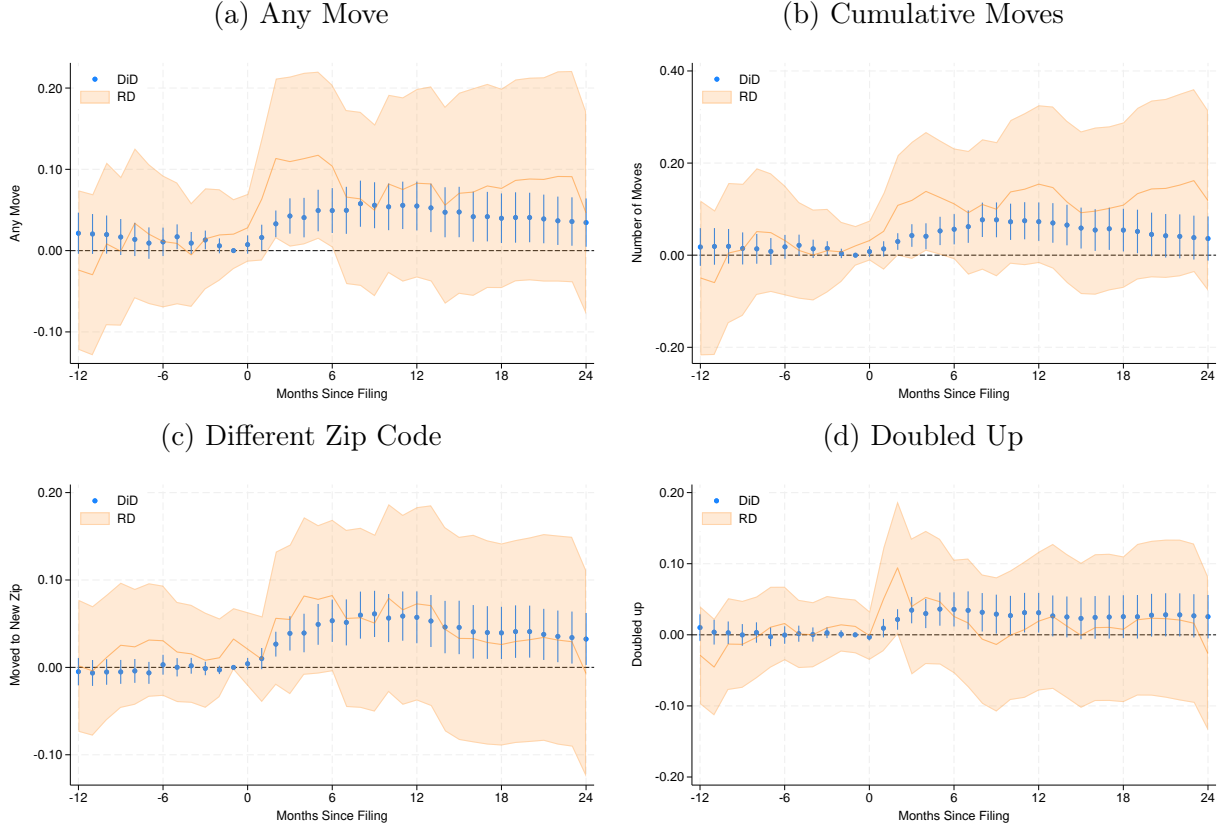 (a) Any Move
0.20
0.10
0.00
-0.10
Any Move
DiD
RD
-12
-6
0
6
12
18
24
Months Since Filing
(b) Cumulative Moves
0.40
0.20
0.00
-0.20
Number of Moves
DiD
RD
-12
-6
0
6
12
18
24
Months Since Filing
(c) Different Zip Code
0.20
0.10
0.00
-0.10
Moved to New Zip
DiD
RD
-12
-6
0
6
12
18
24
Months Since Filing
(d) Doubled Up
0.20
0.10
0.00
-0.10
-0.20
Doubled up
DiD
RD
-12
-6
0
6
12
18
24
Months Since Filing